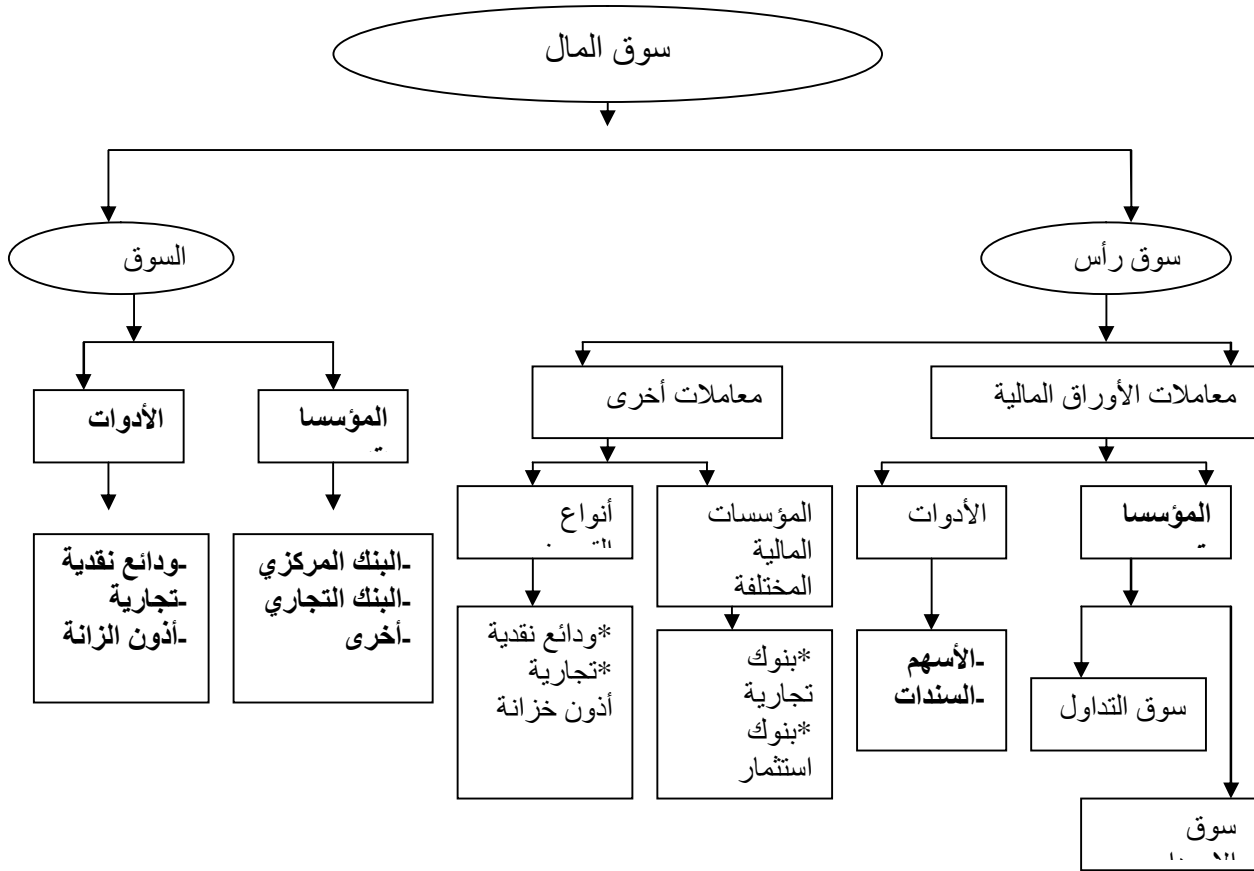 سوق المال
سوق رأس
السوق
معاملات الأوراق المالية
معاملات أخرى
المؤسسا
الأدوات
المؤسسا
الأدوات
المؤسسات
المالية
المختلفة
أنواع
-البنك المركزي
-البنك التجاري
-أخرى
-ودائع نقدية
-تجارية
-أذون الزانة
سوق التداول
-الأسهم
-السندات
*بنوك
تجارية
*بنوك
استثمار
*ودائع نقدية
*تجارية
أذون خزانة
سوق